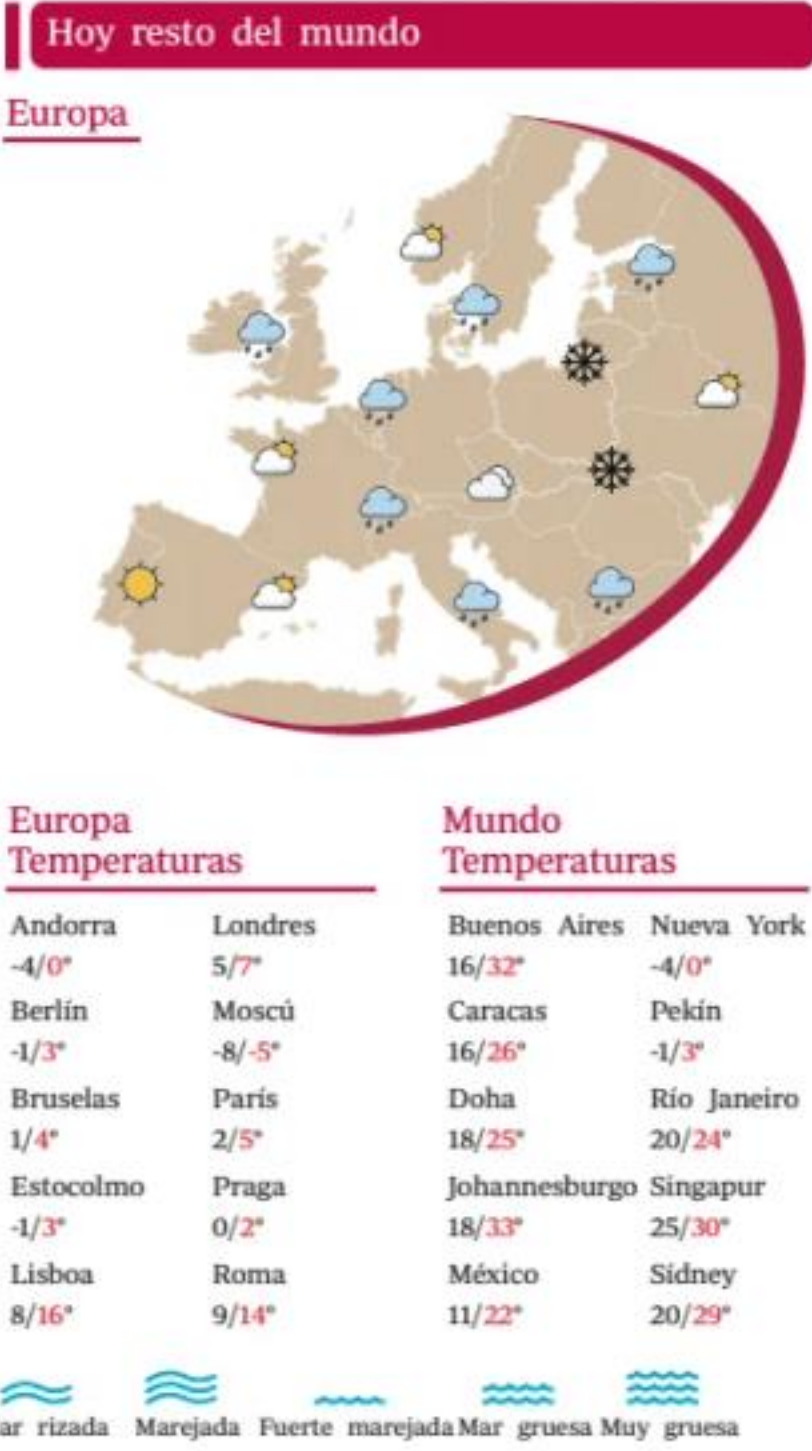 Hoy resto del mundo
Europa
Europa
Temperaturas
Andorra Londres
-4/0° 5/7°
Berlín Moscú
-1/3° -8/-5°
Bruselas París
1/4° 2/5°
Estocolmo Praga
-1/3° 0/2°
Lisboa Roma
8/16° 9/14°
Mundo
Temperaturas
Buenos Aires Nueva York
16/32° -4/0°
Caracas Pekín
16/26° -1/3°
Doha Río Janeiro
18/25° 20/24°
Johannesburgo Singapur
18/33° 25/30°
México Sídney
11/22° 20/29°
ar rizada Marejada Fuerte marejada Mar gruesa Muy gruesa